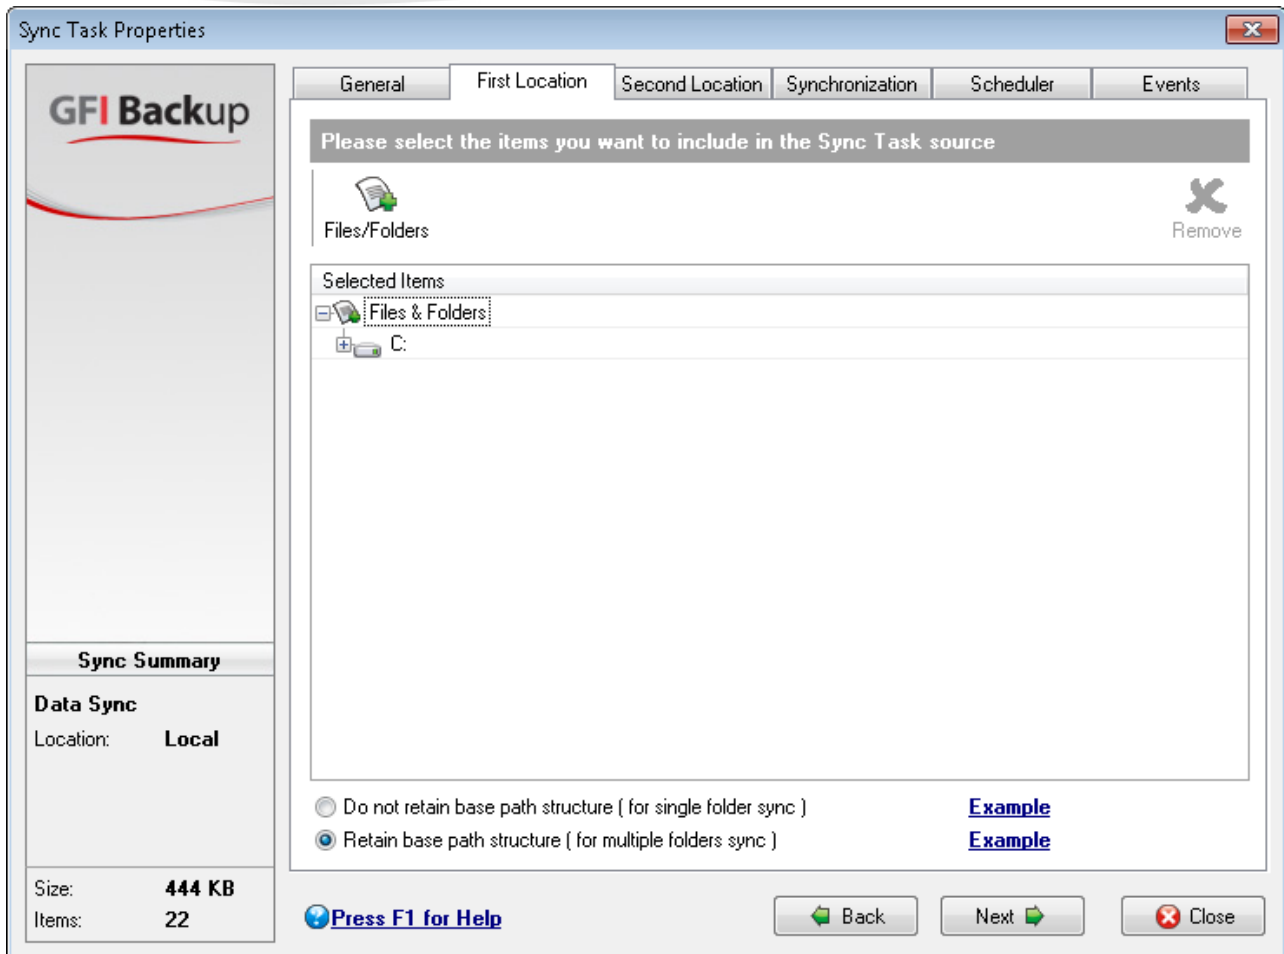 Sync Task Properties
GFI Backup
General
First Location
Second Location
Synchronization
Scheduler
Events
Please select the items you want to include in the Sync Task source
Files/Folders
Remove
Selected Items
Files & Folders
C:
Do not retain base path structure ( for single folder sync ) Example
Retain base path structure ( for multiple folders sync ) Example
Sync Summary
Data Sync
Location: Local
Size: 444 KB
Items: 22
Press F1 for Help
Back
Next
Close